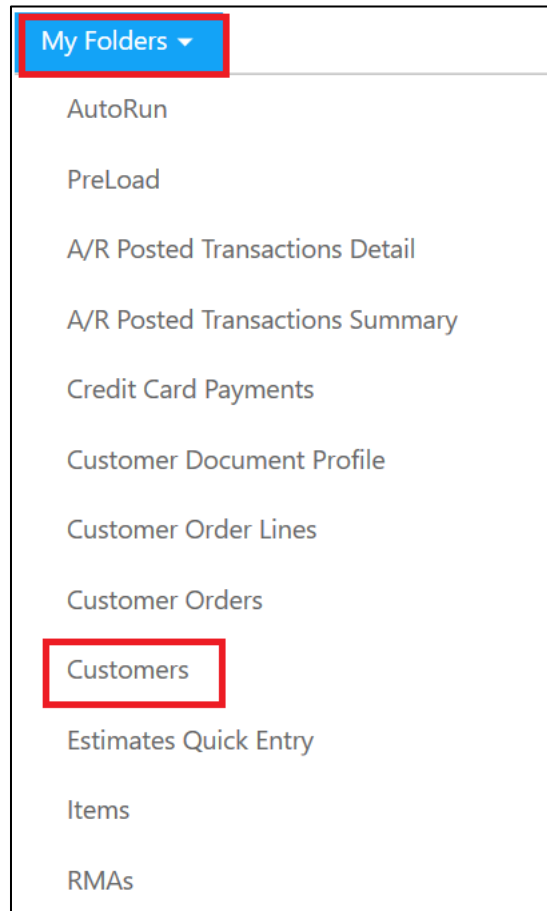 My Folders
AutoRun
PreLoad
A/R Posted Transactions Detail
A/R Posted Transactions Summary
Credit Card Payments
Customer Document Profile
Customer Order Lines
Customer Orders
Customers
Estimates Quick Entry
Items
RMAs